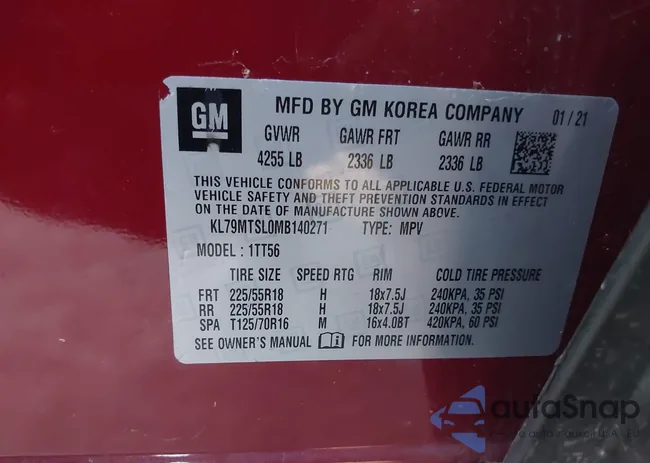 GM
MFD BY GM KOREA COMPANY 01/21
GVWR GAWR FRT GAWR RR
4255 LB 2336 LB 2336 LB
THIS VEHICLE CONFORMS TO ALL APPLICABLE U.S. FEDERAL MOTOR
VEHICLE SAFETY AND THEFT PREVENTION STANDARDS IN EFFECT
ON THE DATE OF MANUFACTURE SHOWN ABOVE.
KL79MTSL0MB140271 TYPE: MPV
MODEL: 1TT56
TIRE SIZE SPEED RTG RIM COLD TIRE PRESSURE
FRT 225/55R18 H 18x7.5J 240KPA, 35 PSI
RR 225/55R18 H 18x7.5J 240KPA, 35 PSI
SPA T125/70R16 M 16x4.0BT 420KPA, 60 PSI
SEE OWNER'S MANUAL FOR MORE INFORMATION.
autoSnap